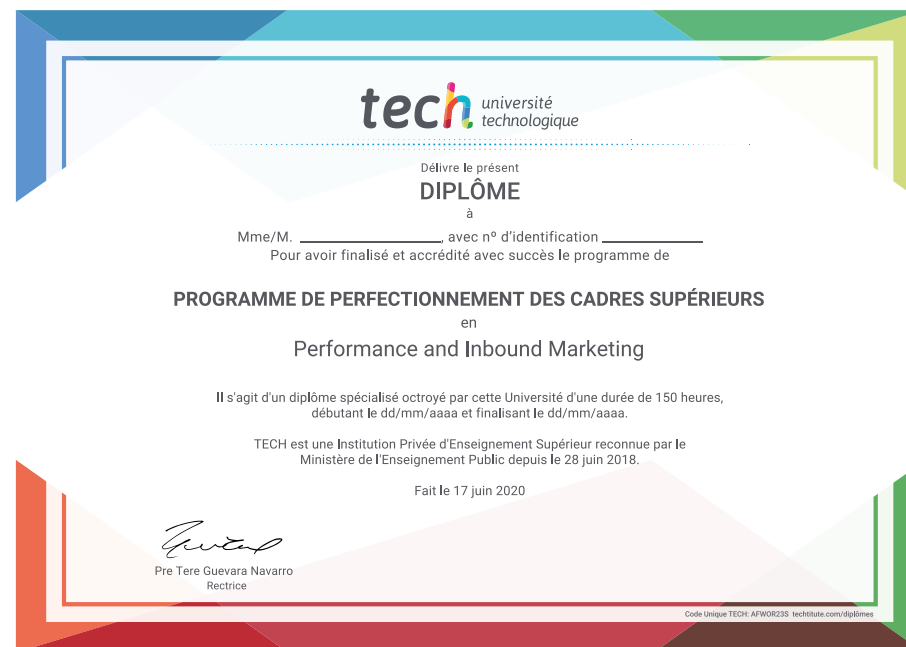 tech université
technologique
Délivre le présent
DIPLÔME
à
Mme/M. ____________________, avec nº d'identification ______________
Pour avoir finalisé et accrédité avec succès le programme de
PROGRAMME DE PERFECTIONNEMENT DES CADRES SUPÉRIEURS
en
Performance and Inbound Marketing
Il s'agit d'un diplôme spécialisé octroyé par cette Université d'une durée de 150 heures,
débutant le dd/mm/aaaa et finalisant le dd/mm/aaaa.
TECH est une Institution Privée d'Enseignement Supérieur reconnue par le
Ministère de l'Enseignement Public depuis le 28 juin 2018.
Fait le 17 juin 2020
Pre Tere Guevara Navarro
Rectrice
Code Unique TECH: AFWOR23S techtitute.com/diplômes